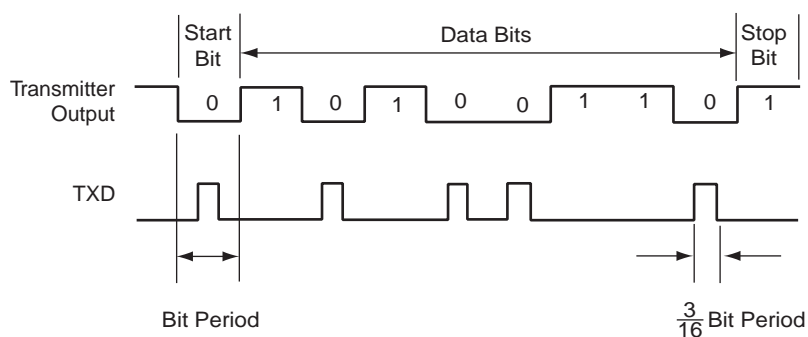 Start
Bit
Data Bits
Stop
Bit
Transmitter
Output
0 1 0 1 0 0 1 1 0 1
TXD
Bit Period
3
16 Bit Period